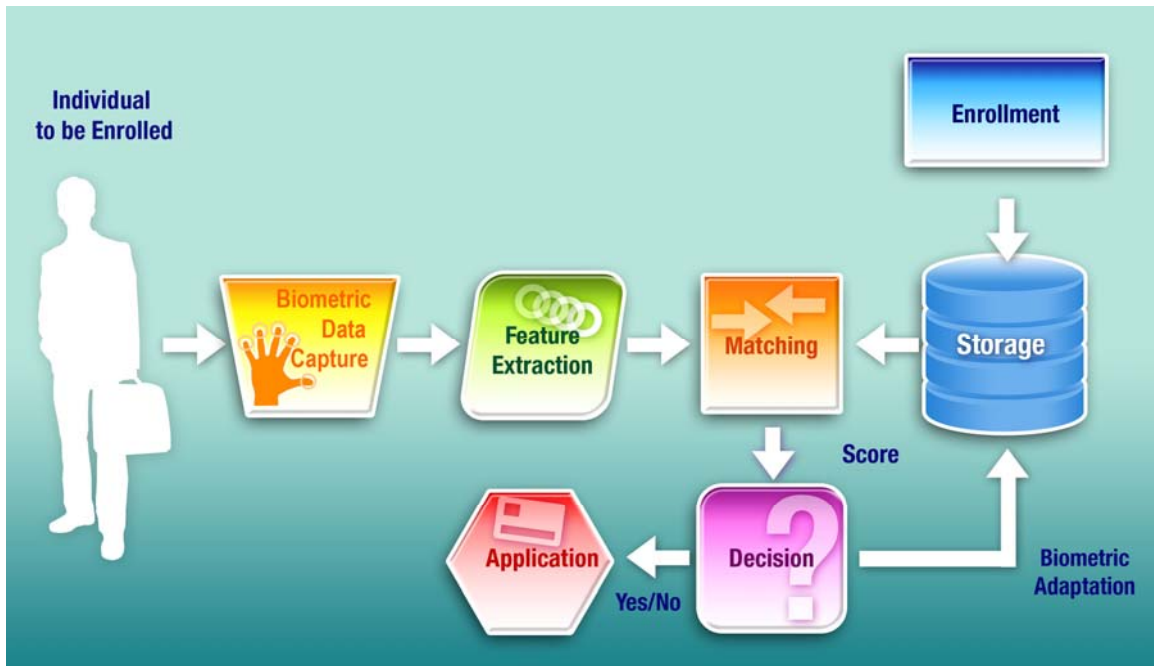 Individual
to be Enrolled
Enrollment
Biometric
Data
Capture
Feature
Extraction
Matching
Storage
Score
Application
Decision
Yes/No
Biometric
Adaptation